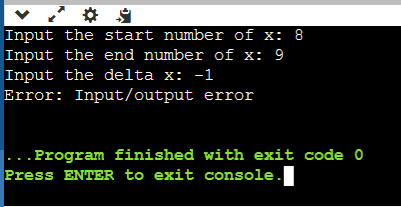 Input the start number of x: 8
Input the end number of x: 9
Input the delta x: -1
Error: Input/output error
...Program finished with exit code 0
Press ENTER to exit console.